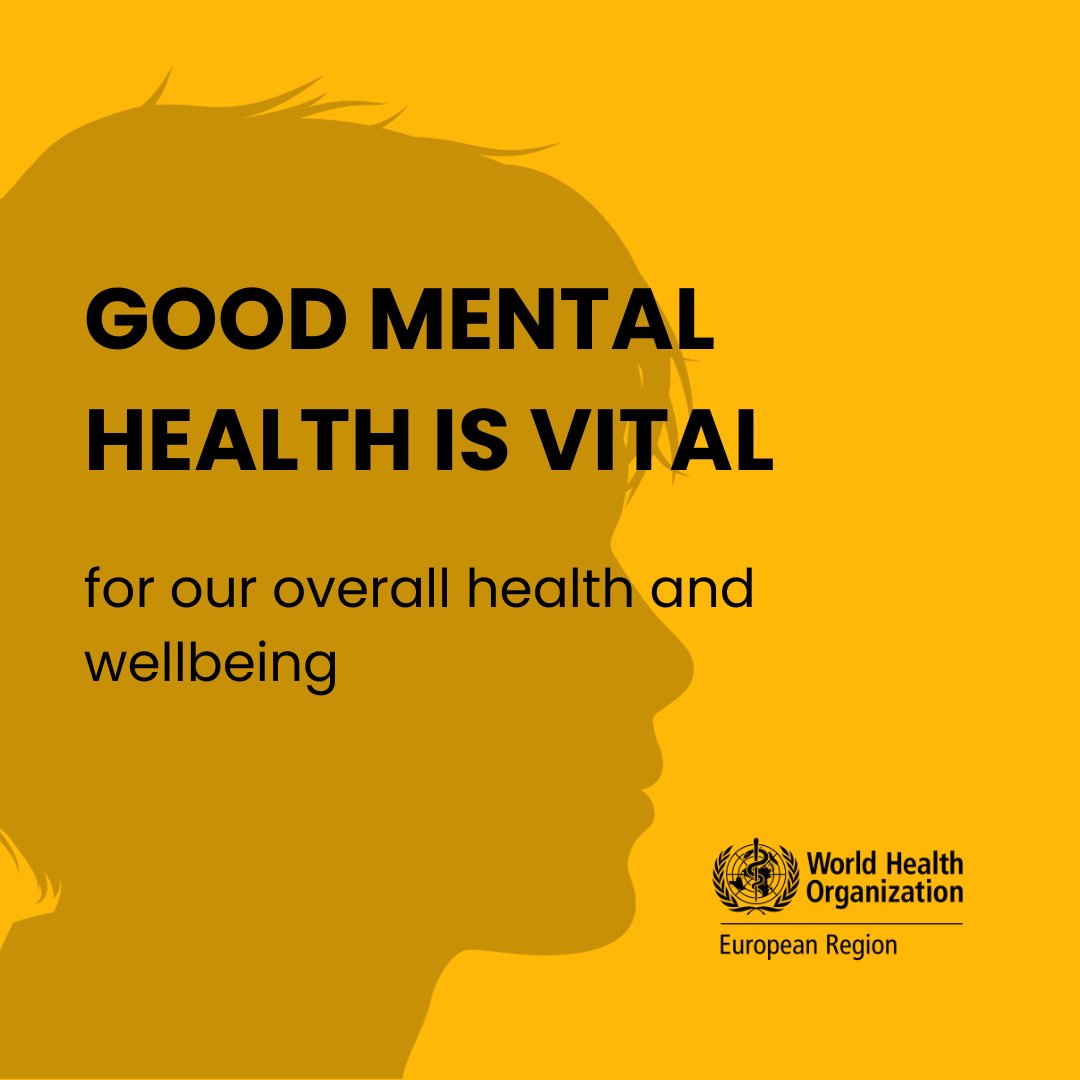 GOOD MENTAL
HEALTH IS VITAL
for our overall health and
wellbeing
World Health
Organization
European Region